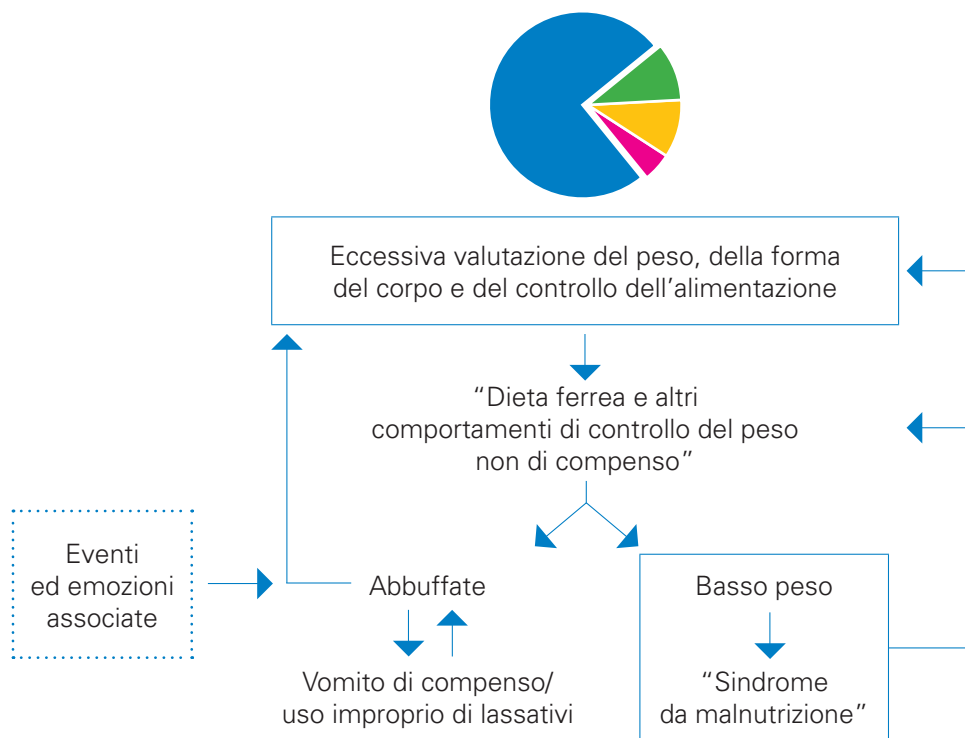 Eccessiva valutazione del peso, della forma
del corpo e del controllo dell’alimentazione
“Dieta ferrea e altri
comportamenti di controllo del peso
non di compenso”
Eventi
ed emozioni
associate
Abbuffate
Vomito di compenso/
uso improprio di lassativi
Basso peso
“Sindrome
da malnutrizione”